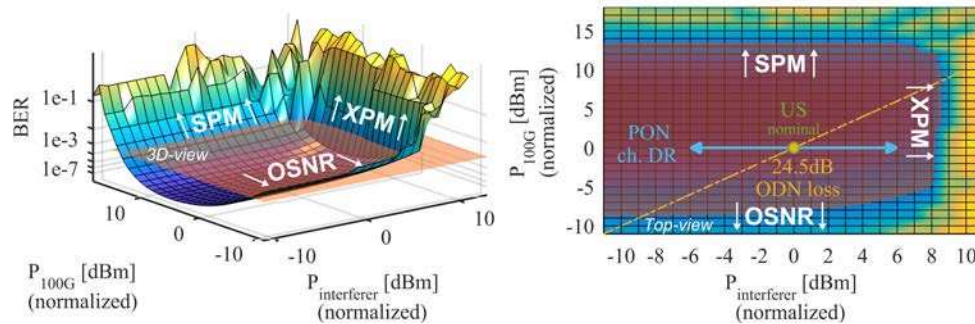 BER
1e-1
1e-3
1e-7
SPM
XPM
OSNR
3D-view
10
0
-10
-10
0
10
P100G [dBm]
(normalized)
Pinterferer [dBm]
(normalized)
P100G [dBm]
(normalized)
15
10
5
0
-5
-10
SPM
XPM
US
nominal
PON
ch. DR
24.5dB
ODN loss
OSNR
Top-view
-10 -8 -6 -4 -2 0 2 4 6 8 10
Pinterferer [dBm]
(normalized)